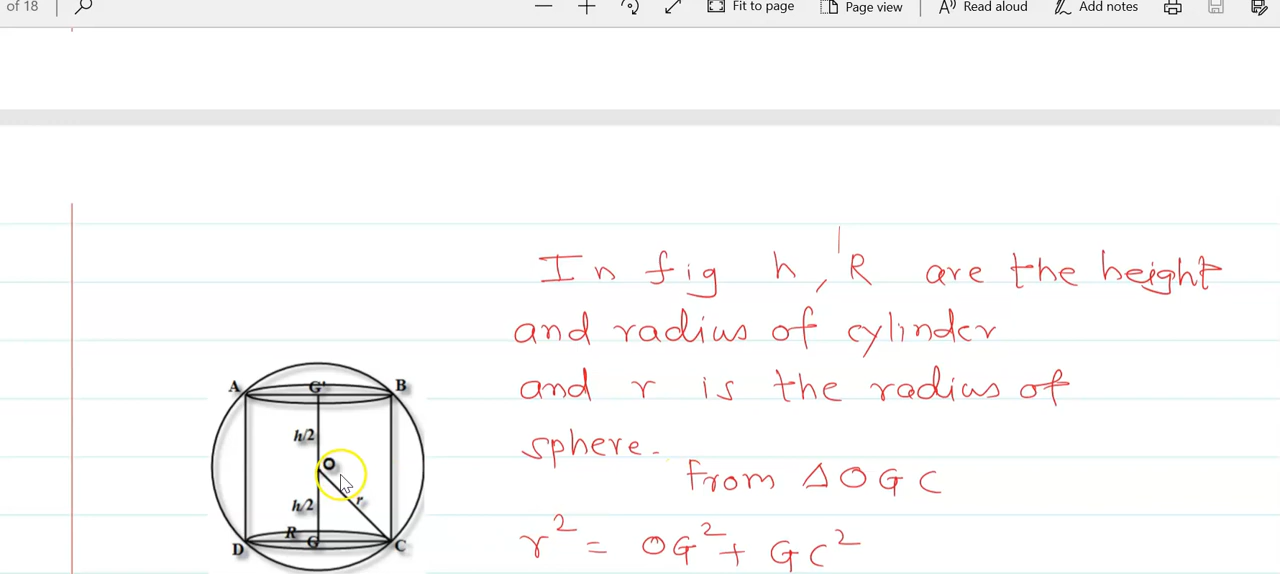 of 18
Fit to page
Page view
Read aloud
Add notes
In fig h, R are the height
and radius of cylinder
and r is the radius of
sphere.
From △OGC
r² = OG² + GC²
A G' B
h/2
O
h/2 r
R
D G C